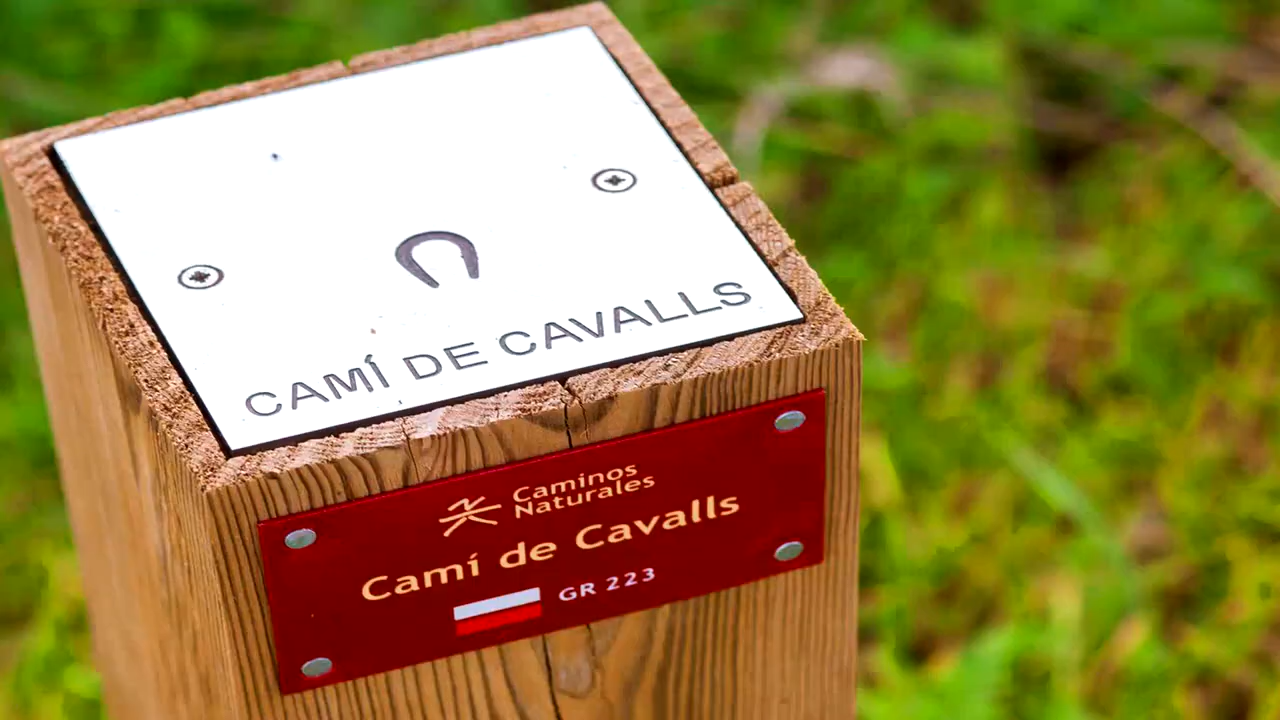 CAMÍ DE CAVALLS
Caminos
Naturales
Camí de Cavalls
GR 223